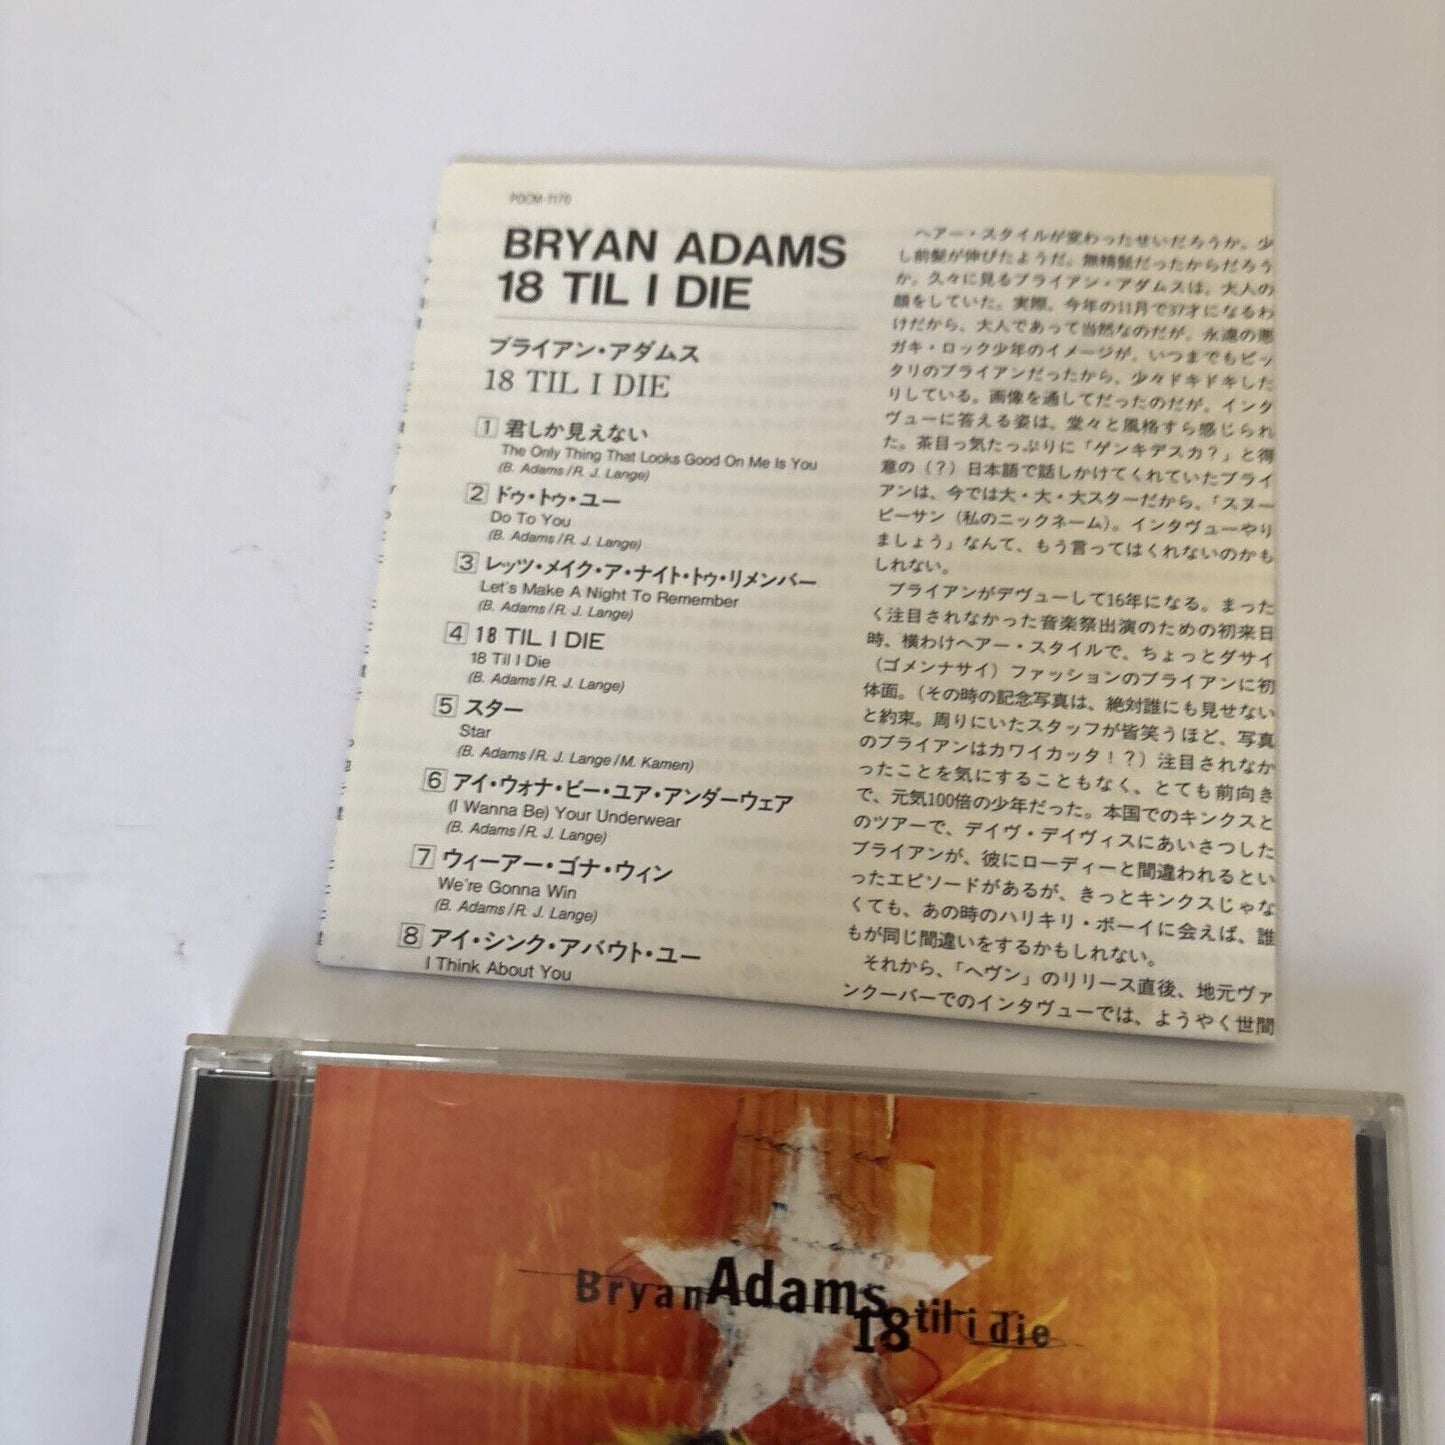 POCM-1170
BRYAN ADAMS
18 TIL I DIE
ブライアン・アダムス
18 TIL I DIE
1 君しか見えない
The Only Thing That Looks Good On Me Is You
(B. Adams/R. J. Lange)
2 ドゥ・トゥ・ユー
Do To You
(B. Adams/R. J. Lange)
3 レッツ・メイク・ア・ナイト・トゥ・リメンバー
Let's Make A Night To Remember
(B. Adams/R. J. Lange)
4 18 TIL I DIE
18 Til I Die
(B. Adams/R. J. Lange)
5 スター
Star
(B. Adams/R. J. Lange/M. Kamen)
6 アイ・ウォナ・ビー・ユア・アンダーウェア
(I Wanna Be) Your Underwear
(B. Adams/R. J. Lange)
7 ウィーアー・ゴナ・ウィン
We're Gonna Win
(B. Adams/R. J. Lange)
8 アイ・シンク・アバウト・ユー
I Think About You
ヘアー・スタイルが変わったせいだろうか。少
し前髪が伸びたようだ。無精髭だったからだろう
か。久々に見るブライアン・アダムスは、大人の
顔をしていた。実際、今年の11月で37才になるわ
けだから、大人であって当然なのだが、永遠の悪
ガキ・ロック少年のイメージが、いつまでもピッ
タリのブライアンだったから、少々ドキドキした
りしている。画像を通してだったのだが、インタ
ヴューに答える姿は、堂々と風格すら感じられ
た。茶目っ気たっぷりに「ゲンキデスカ？」と得
意の（？）日本語で話しかけてくれていたブライ
アンは、今では大・大・大スターだから、「スヌー
ピーサン（私のニックネーム）。インタヴューやり
ましょう」なんて、もう言ってはくれないのかも
しれない。
ブライアンがデヴューして16年になる。まった
く注目されなかった音楽祭出演のための初来日
時、横わけヘアー・スタイルで、ちょっとダサイ
（ゴメンナサイ）ファッションのブライアンに初
体面。（その時の記念写真は、絶対誰にも見せない
と約束。周りにいたスタッフが皆笑うほど、写真
のブライアンはカワイカッタ！？）注目されなか
ったことを気にすることもなく、とても前向き
で、元気100倍の少年だった。本国でのキンクスと
のツアーで、デイヴ・デイヴィスにあいさつした
ブライアンが、彼にローディーと間違われるとい
ったエピソードがあるが、きっとキンクスじゃな
くても、あの時のハリキリ・ボーイに会えば、誰
もが同じ間違いをするかもしれない。
それから、「ヘヴン」のリリース直後、地元ヴァ
ンクーバーでのインタヴューでは、ようやく世間
Bryan Adams
18 til i die